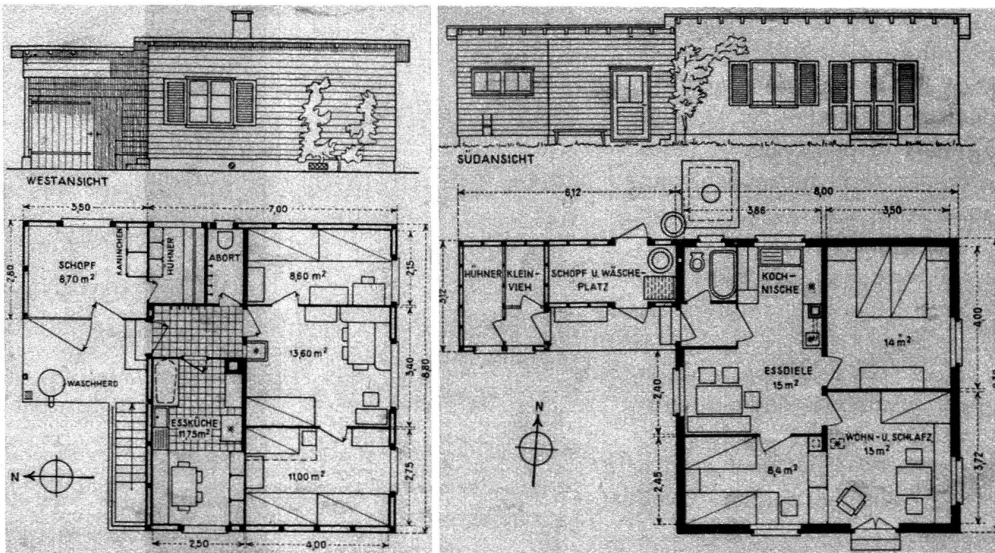 WESTANSICHT
3,50
7,00
2,80
SCHOPF
8,70 m²
KANINCHEN
HÜHNER
ABORT
8,60 m²
2,15
13,60 m²
3,40
8,80
WASCHHERD
ESSKÜCHE
11,75 m²
N
11,00 m²
2,75
2,50
4,00
SÜDANSICHT
6,12
8,00
3,86
3,50
3,12
HÜHNER
KLEIN-
VIEH
SCHOPF U. WÄSCHE-
PLATZ
KOCH-
NISCHE
4,00
14 m²
2,40
ESSDIELE
15 m²
N
2,45
8,4 m²
WOHN- U. SCHLAFZ.
15 m²
3,72